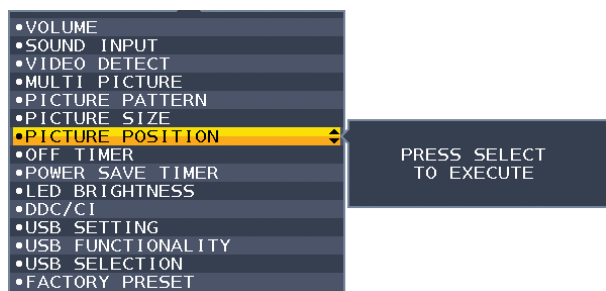 •VOLUME
•SOUND INPUT
•VIDEO DETECT
•MULTI PICTURE
•PICTURE PATTERN
•PICTURE SIZE
•PICTURE POSITION
•OFF TIMER
•POWER SAVE TIMER
•LED BRIGHTNESS
•DDC/CI
•USB SETTING
•USB FUNCTIONALITY
•USB SELECTION
•FACTORY PRESET
PRESS SELECT
TO EXECUTE